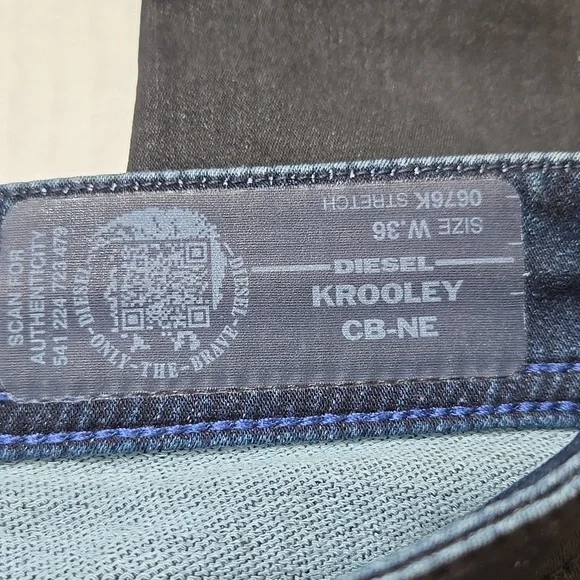 SCAN FOR
AUTHENTICITY
541 224 723 479
DIESEL-ONLY-THE-BRAVE-THE-DIESEL
0676K STRETCH
SIZE W.36
DIESEL
KROOLEY
CB-NE